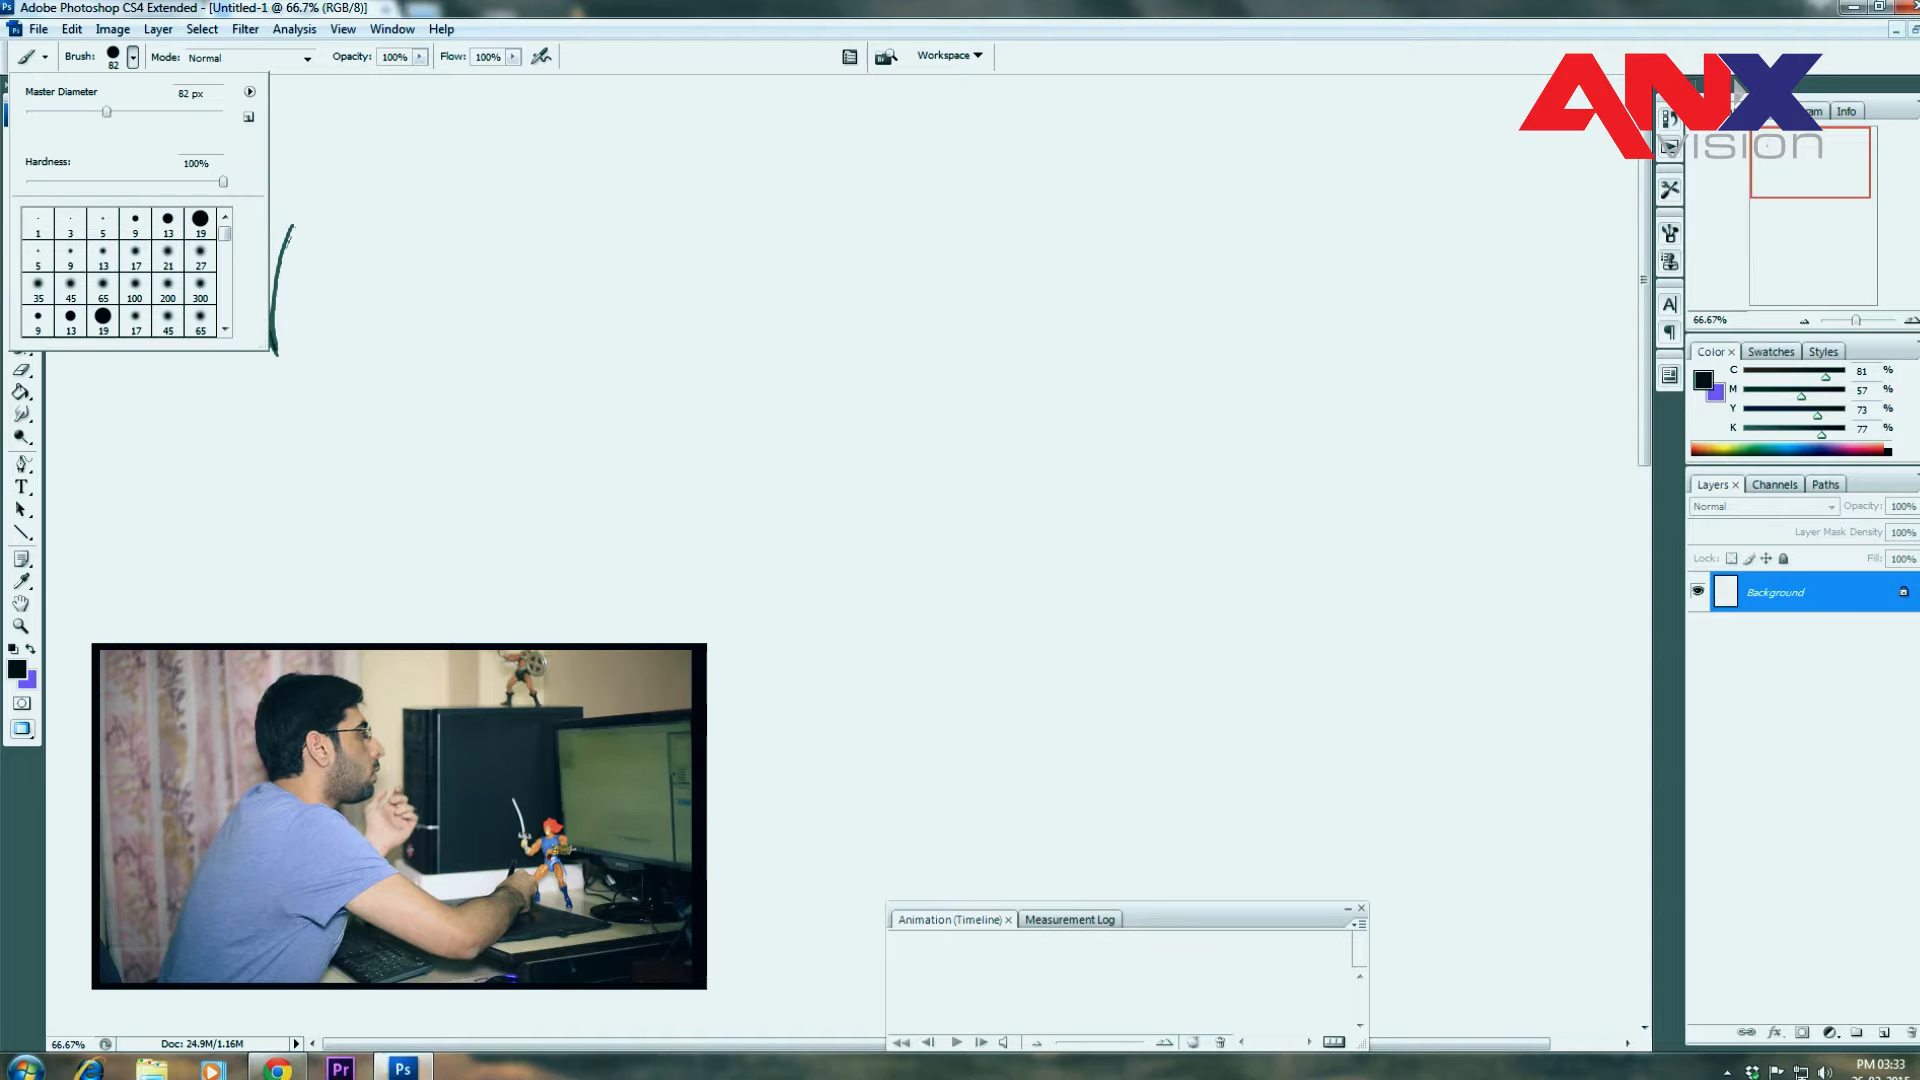 Adobe Photoshop CS4 Extended - [Untitled-1 @ 66.7% (RGB/8)]
File Edit Image Layer Select Filter Analysis View Window Help
Brush: 82 Mode: Normal Opacity: 100% Flow: 100% Workspace
Master Diameter 82 px
Hardness: 100%
1 3 5 9 13 19
5 9 13 17 21 27
35 45 65 100 200 300
9 13 19 17 45 65
ANX
vision
Info
66.67%
Color Swatches Styles
C 81 %
M 57 %
Y 73 %
K 77 %
Layers Channels Paths
Normal Opacity: 100%
Layer Mask Density 100%
Lock: Fill: 100%
Background
Animation (Timeline) Measurement Log
66.67% Doc: 24.9M/1.16M
Pr Ps
PM 03:33